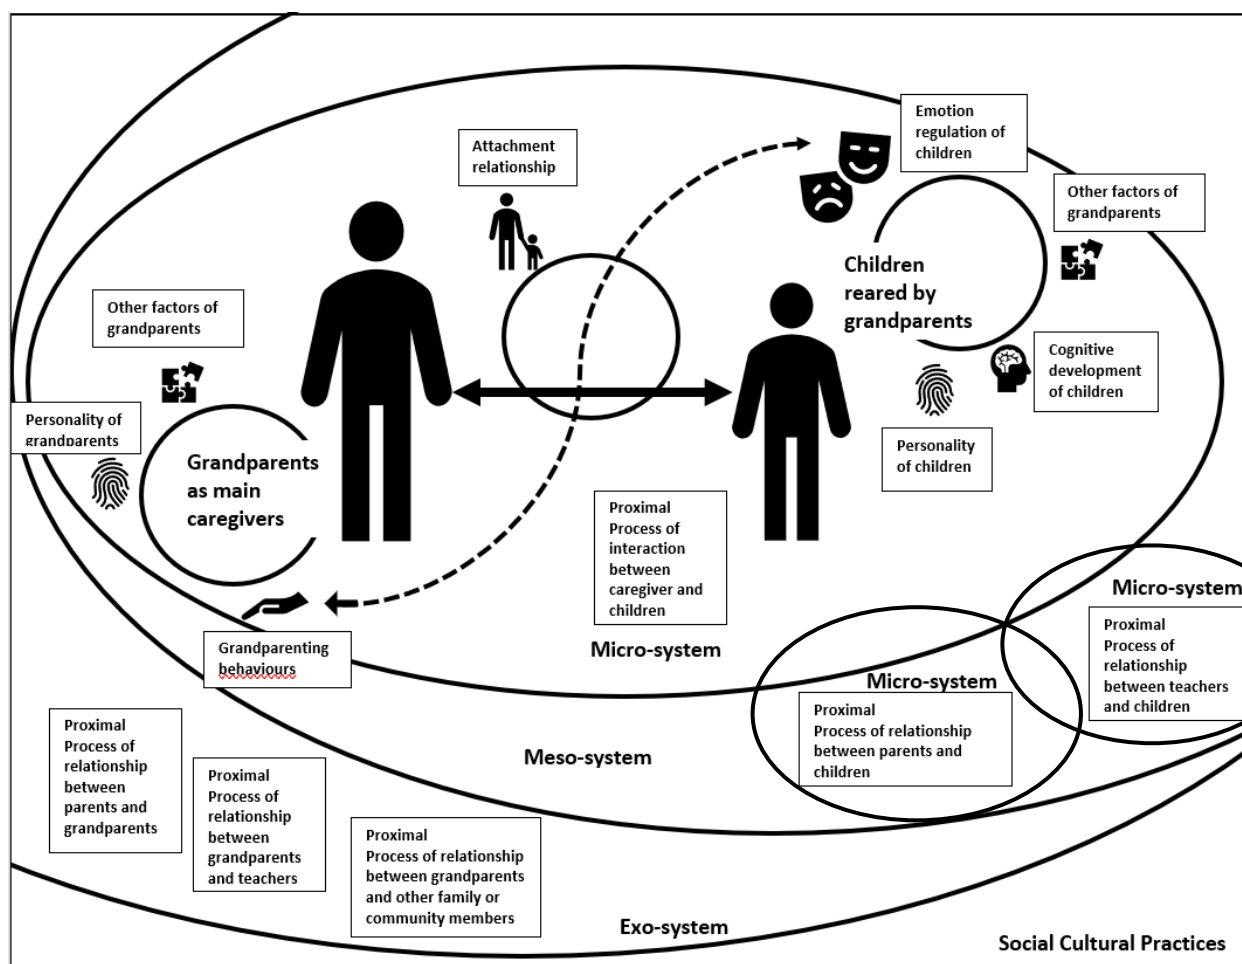 Emotion
regulation of
children
Attachment
relationship
Other factors of
grandparents
Children
reared by
grandparents
Other factors of
grandparents
Cognitive
development
of children
Personality of
grandparents
Personality
of children
Grandparents
as main
caregivers
Proximal
Process of
interaction
between
caregiver and
children
Micro-system
Grandparenting
behaviours
Micro-system
Proximal
Process of
relationship
between teachers
and children
Micro-system
Proximal
Process of relationship
between parents and
children
Meso-system
Proximal
Process of
relationship
between
parents and
grandparents
Proximal
Process of
relationship
between
grandparents
and teachers
Proximal
Process of relationship
between grandparents
and other family or
community members
Exo-system
Social Cultural Practices